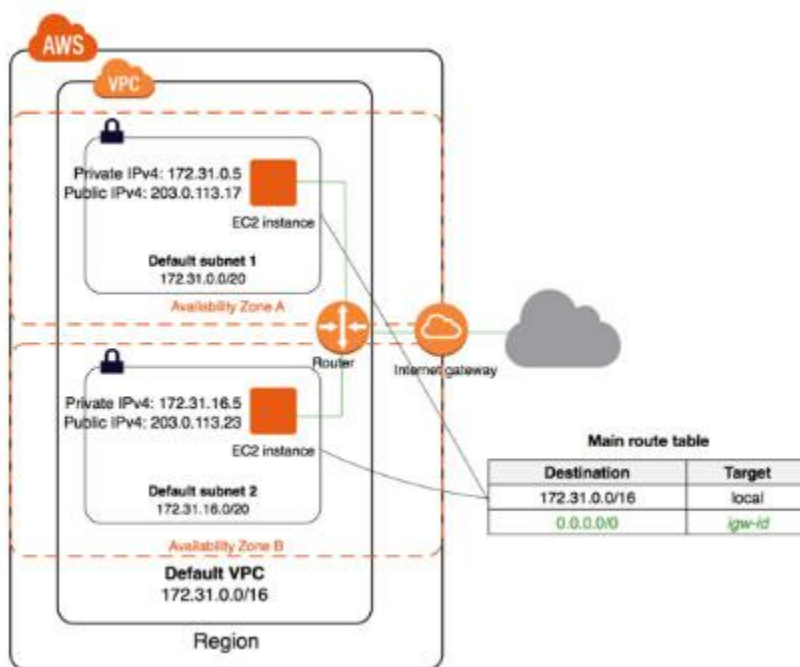 AWS
VPC
Private IPv4: 172.31.0.5
Public IPv4: 203.0.113.17
EC2 instance
Default subnet 1
172.31.0.0/20
Availability Zone A
Router
Internet gateway
Private IPv4: 172.31.16.5
Public IPv4: 203.0.113.23
EC2 instance
Default subnet 2
172.31.16.0/20
Availability Zone B
Default VPC
172.31.0.0/16
Region
Main route table
Destination Target
172.31.0.0/16 local
0.0.0.0/0 igw-id